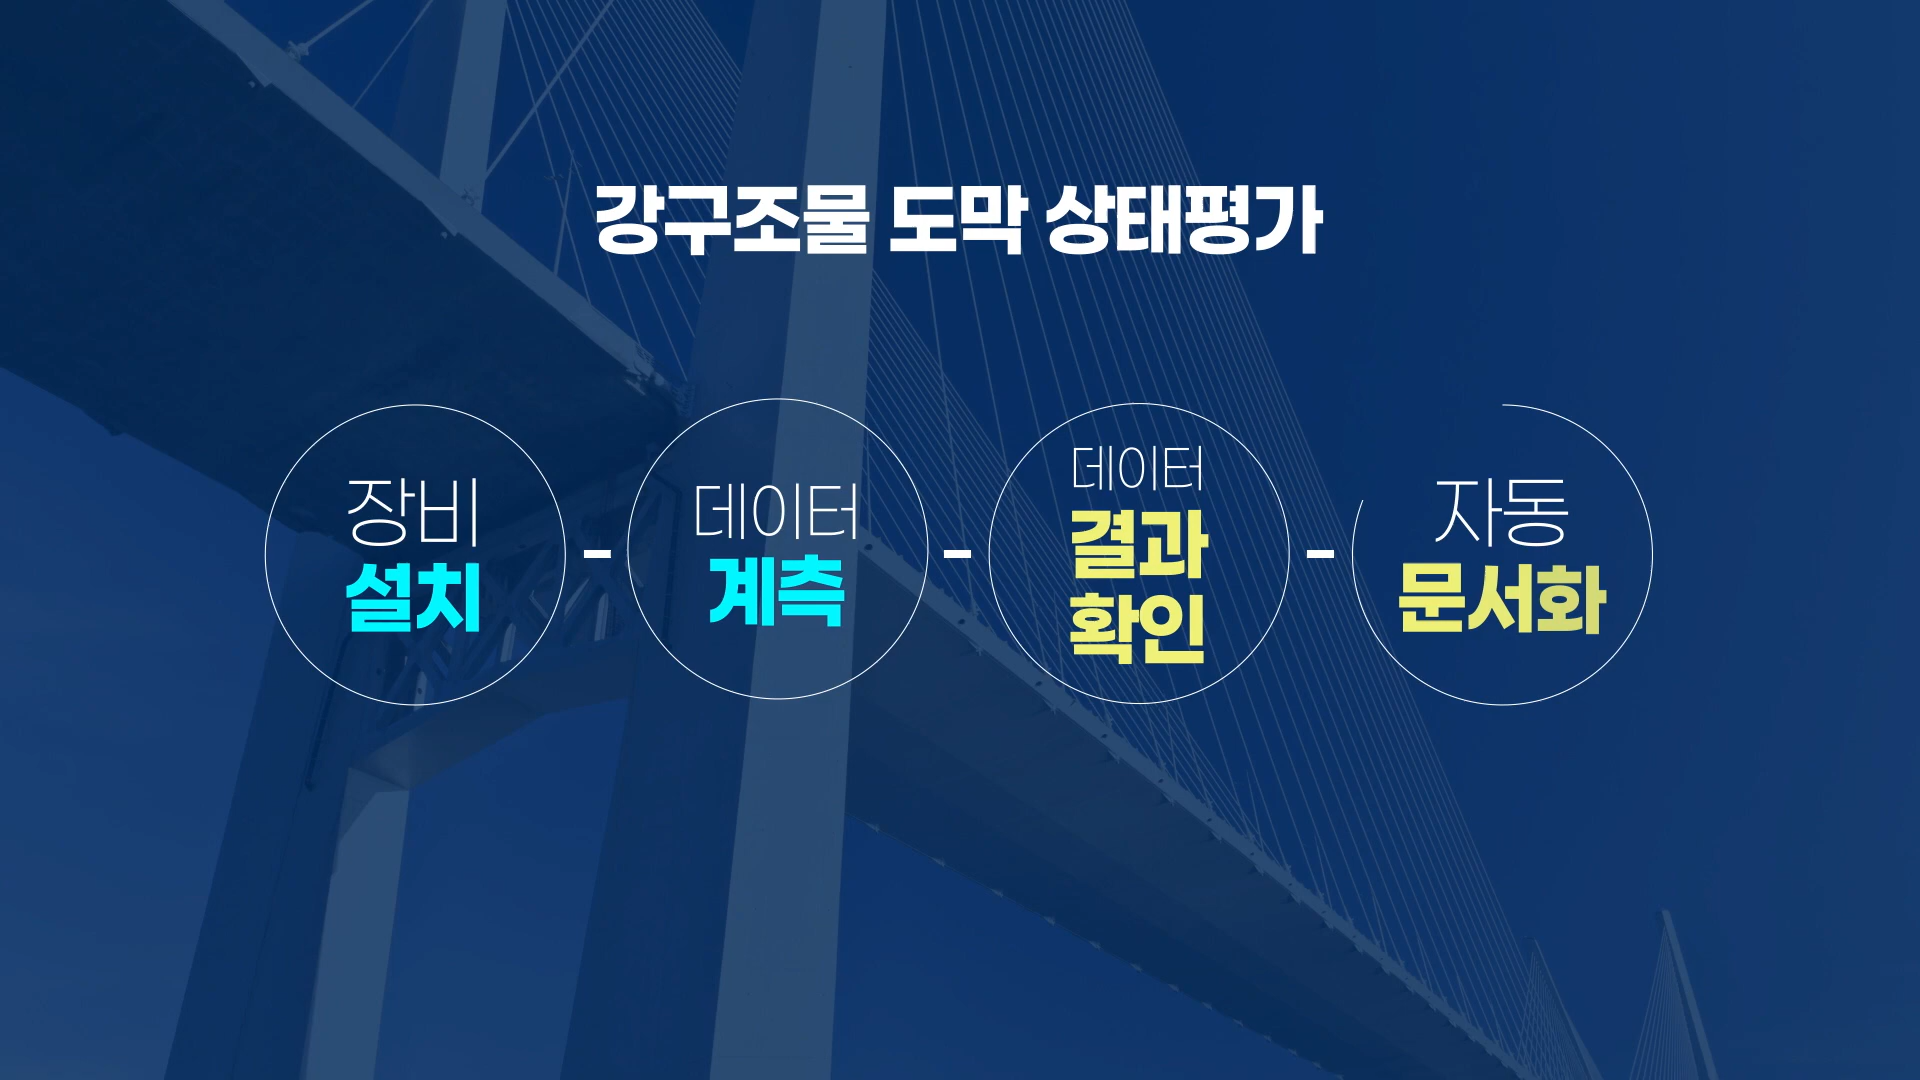 강구조물 도막 상태평가
장비
설치
-
데이터
계측
-
데이터
결과
확인
-
자동
문서화